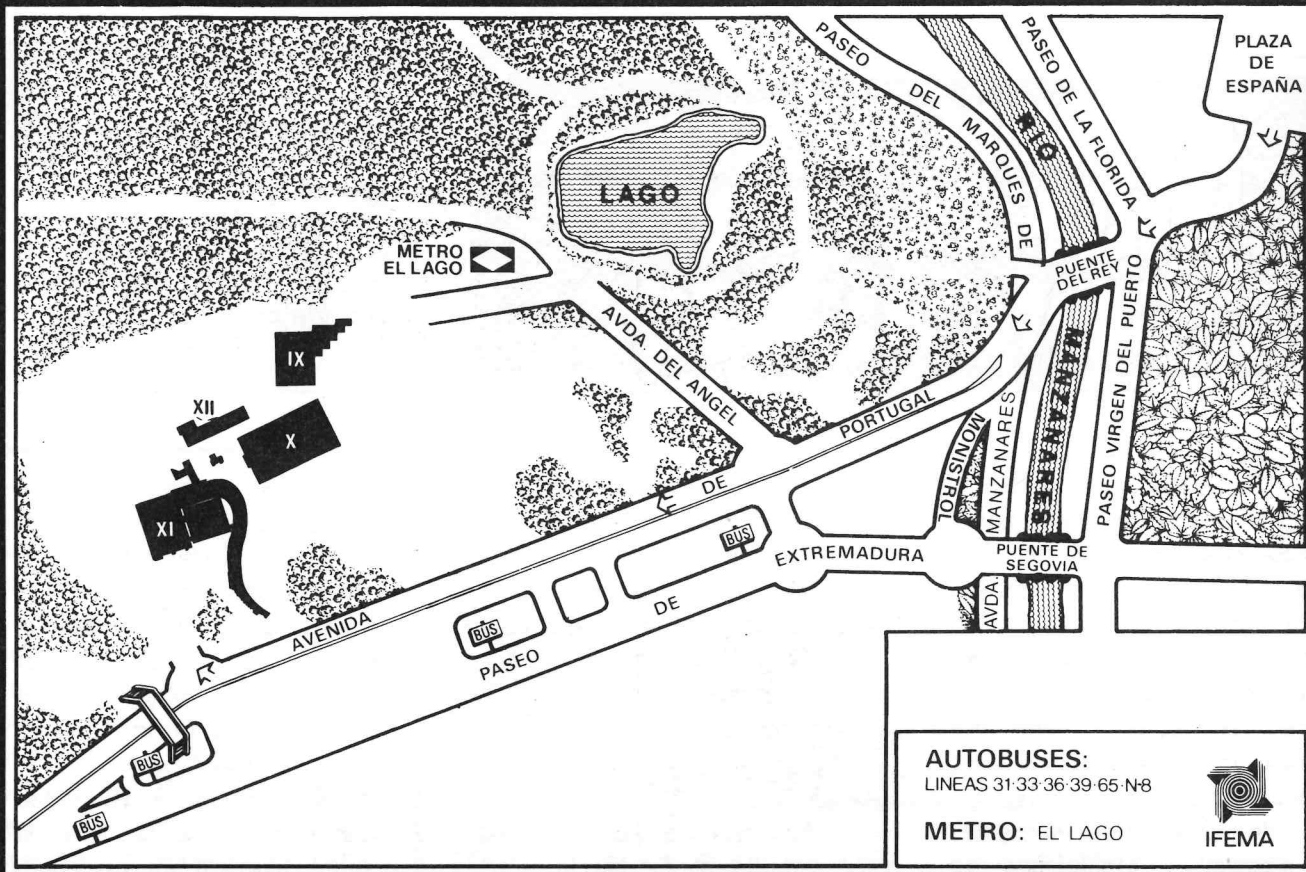 PLAZA
DE
ESPAÑA
PASEO DE LA FLORIDA
PASEO DEL MARQUES DE MONISTROL
RIO MANZANARES
LAGO
METRO
EL LAGO
PUENTE
DEL REY
PASEO VIRGEN DEL PUERTO
AVDA. DEL ANGEL
IX
XII
X
XI
AVENIDA DE PORTUGAL
AVDA. MANZANARES
BUS
EXTREMADURA
PUENTE DE
SEGOVIA
PASEO DE
BUS
BUS
BUS
AUTOBUSES:
LINEAS 31·33·36·39·65·N-8
METRO: EL LAGO
IFEMA